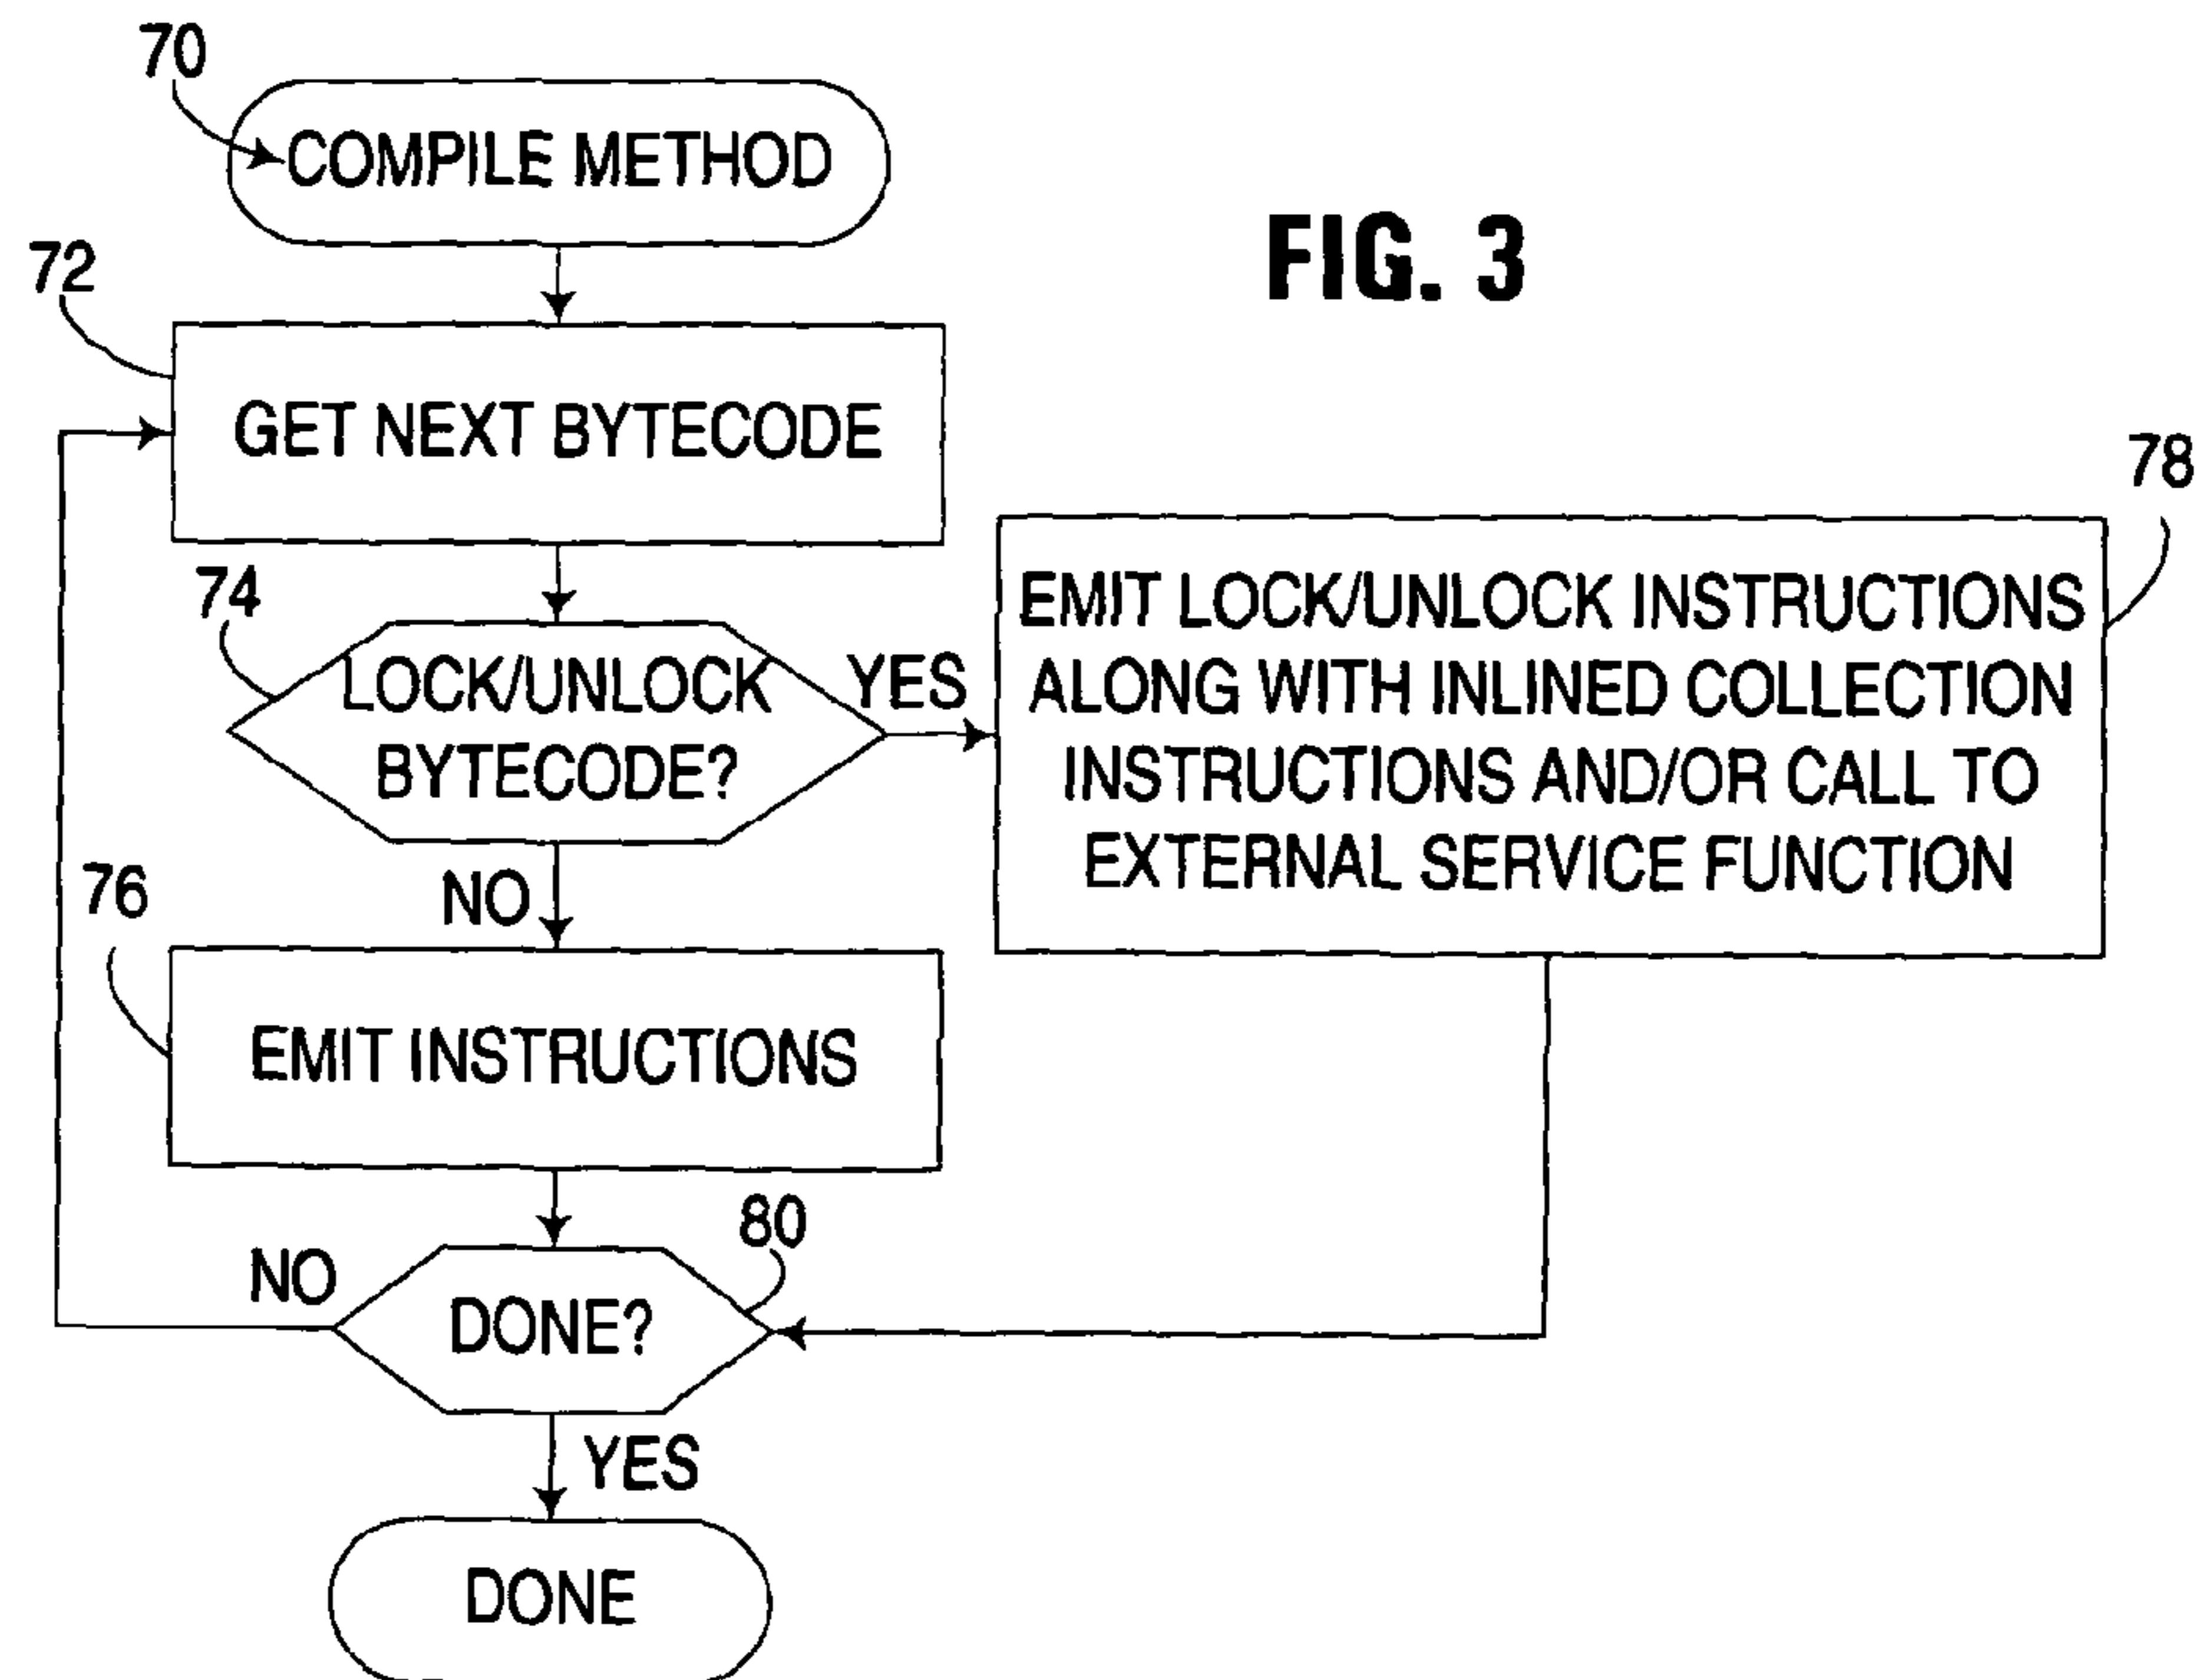 70
COMPILE METHOD
FIG. 3
72
GET NEXT BYTECODE
74
LOCK/UNLOCK
BYTECODE?
YES
78
EMIT LOCK/UNLOCK INSTRUCTIONS
ALONG WITH INLINED COLLECTION
INSTRUCTIONS AND/OR CALL TO
EXTERNAL SERVICE FUNCTION
NO
76
EMIT INSTRUCTIONS
80
NO
DONE?
YES
DONE